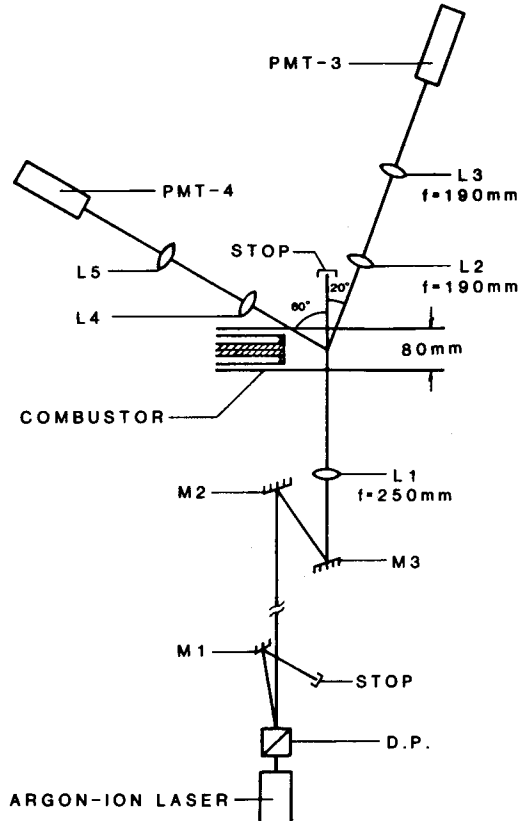 PMT-3
PMT-4
L3
f=190mm
STOP
L5
L2
f=190mm
20°
60°
L4
80mm
COMBUSTOR
L1
f=250mm
M2
M3
M1
STOP
D.P.
ARGON-ION LASER